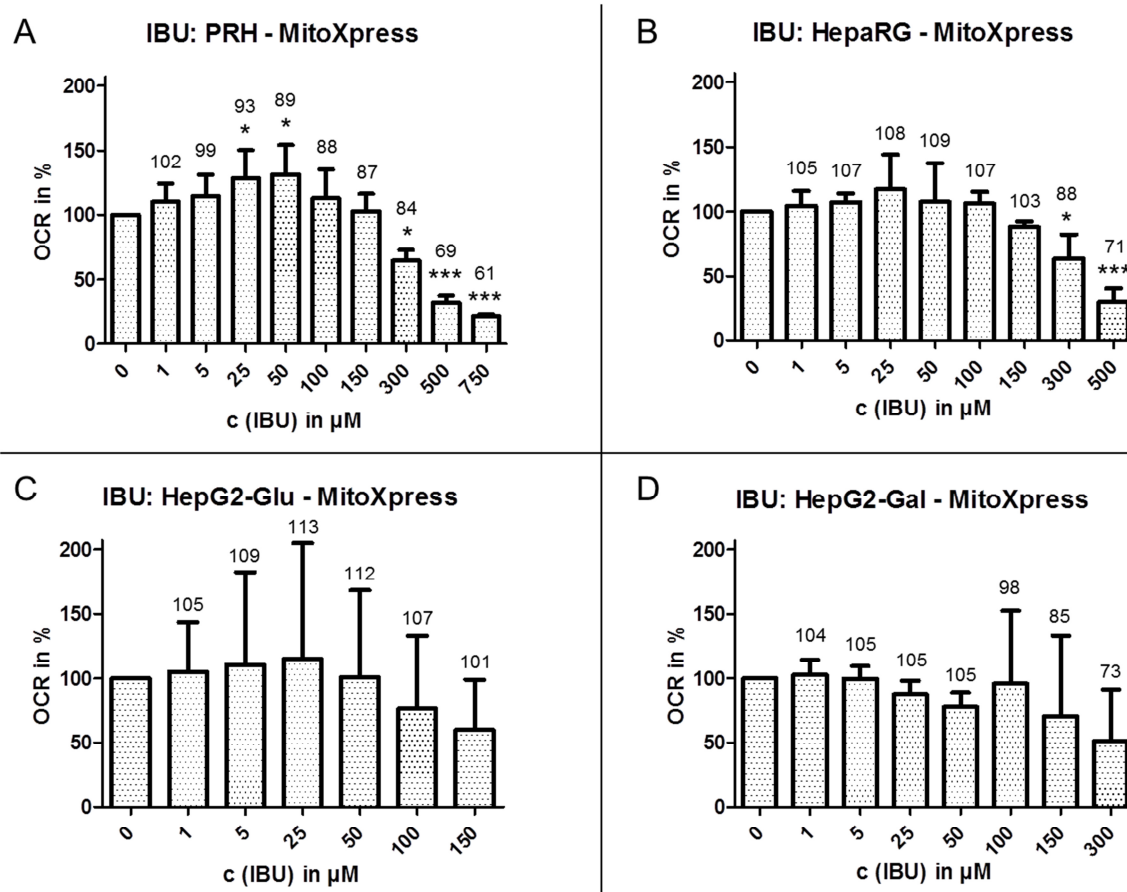 A
IBU: PRH - MitoXpress
OCR in %
200
150
100
50
0
102
99
93
*
89
*
88
87
84
*
69
***
61
***
0 1 5 25 50 100 150 300 500 750
c (IBU) in µM
B
IBU: HepaRG - MitoXpress
OCR in %
200
150
100
50
0
105
107
108
109
107
103
88
*
71
***
0 1 5 25 50 100 150 300 500
c (IBU) in µM
C
IBU: HepG2-Glu - MitoXpress
OCR in %
200
150
100
50
0
105
109
113
112
107
101
0 1 5 25 50 100 150
c (IBU) in µM
D
IBU: HepG2-Gal - MitoXpress
OCR in %
200
150
100
50
0
104
105
105
105
98
85
73
0 1 5 25 50 100 150 300
c (IBU) in µM